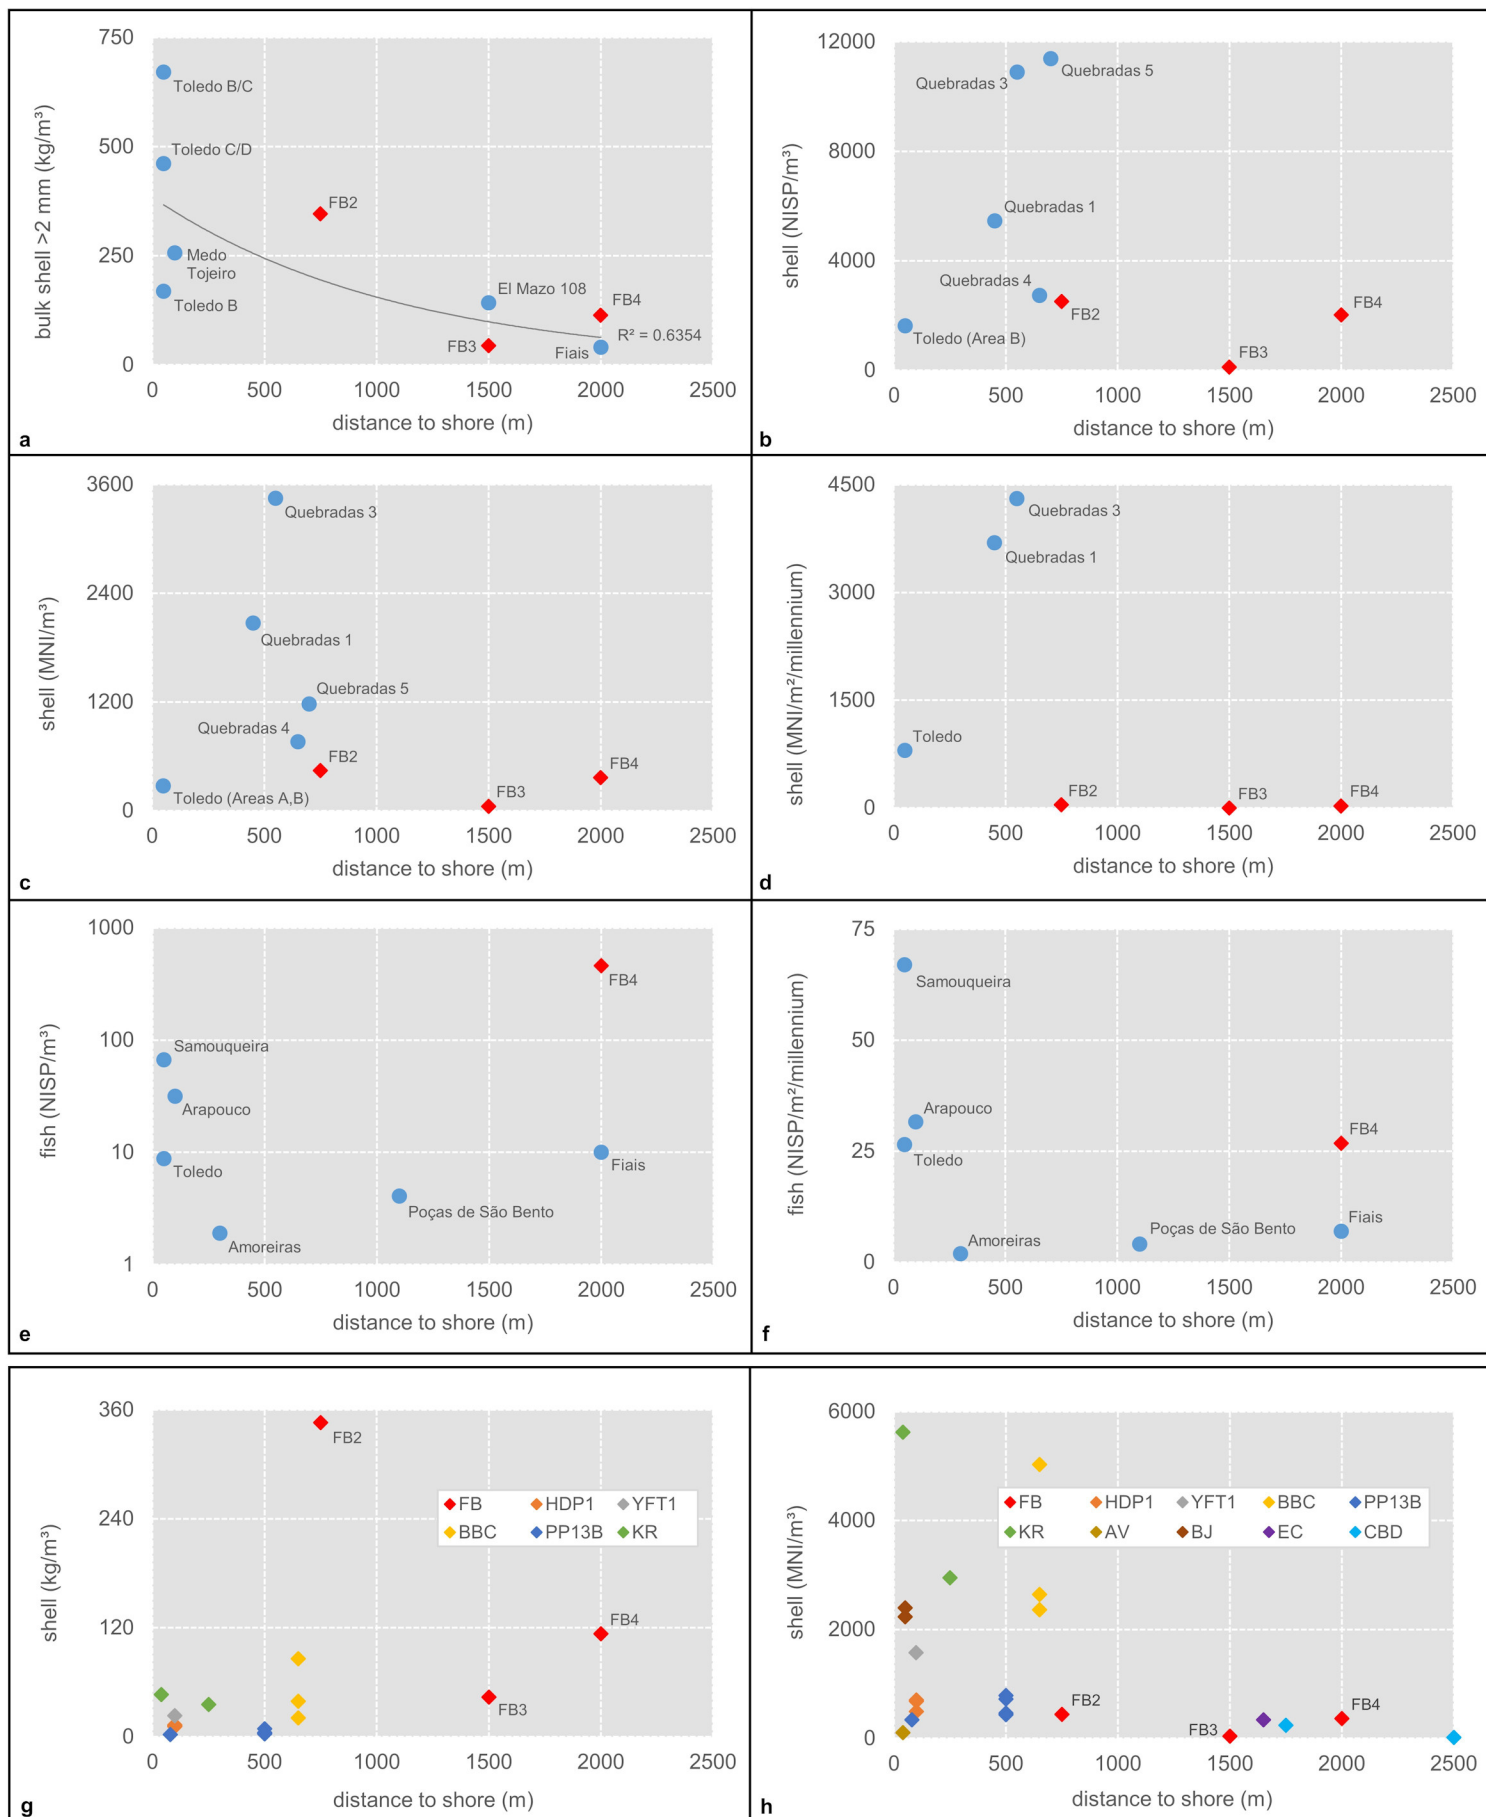 750
500
250
0
bulk shell >2 mm (kg/m³)
Toledo B/C
Toledo C/D
FB2
Medo
Tojeiro
Toledo B
El Mazo 108
FB4
R² = 0.6354
FB3
Fiais
0 500 1000 1500 2000 2500
distance to shore (m)
a
12000
8000
4000
0
shell (NISP/m³)
Quebradas 5
Quebradas 3
Quebradas 1
Quebradas 4
FB2
FB4
Toledo (Area B)
FB3
0 500 1000 1500 2000 2500
distance to shore (m)
b
3600
2400
1200
0
shell (MNI/m³)
Quebradas 3
Quebradas 1
Quebradas 5
Quebradas 4
FB2
FB4
Toledo (Areas A,B)
FB3
0 500 1000 1500 2000 2500
distance to shore (m)
c
4500
3000
1500
0
shell (MNI/m²/millennium)
Quebradas 3
Quebradas 1
Toledo
FB2
FB3
FB4
0 500 1000 1500 2000 2500
distance to shore (m)
d
1000
100
10
1
fish (NISP/m³)
FB4
Samouqueira
Arapouco
Toledo
Fiais
Poças de São Bento
Amoreiras
0 500 1000 1500 2000 2500
distance to shore (m)
e
75
50
25
0
fish (NISP/m²/millennium)
Samouqueira
Arapouco
FB4
Toledo
Fiais
Poças de São Bento
Amoreiras
0 500 1000 1500 2000 2500
distance to shore (m)
f
360
240
120
0
shell (kg/m³)
FB2
FB HDP1 YFT1
BBC PP13B KR
FB4
FB3
0 500 1000 1500 2000 2500
distance to shore (m)
g
6000
4000
2000
0
shell (MNI/m³)
FB HDP1 YFT1 BBC PP13B
KR AV BJ EC CBD
FB2
FB4
FB3
0 500 1000 1500 2000 2500
distance to shore (m)
h